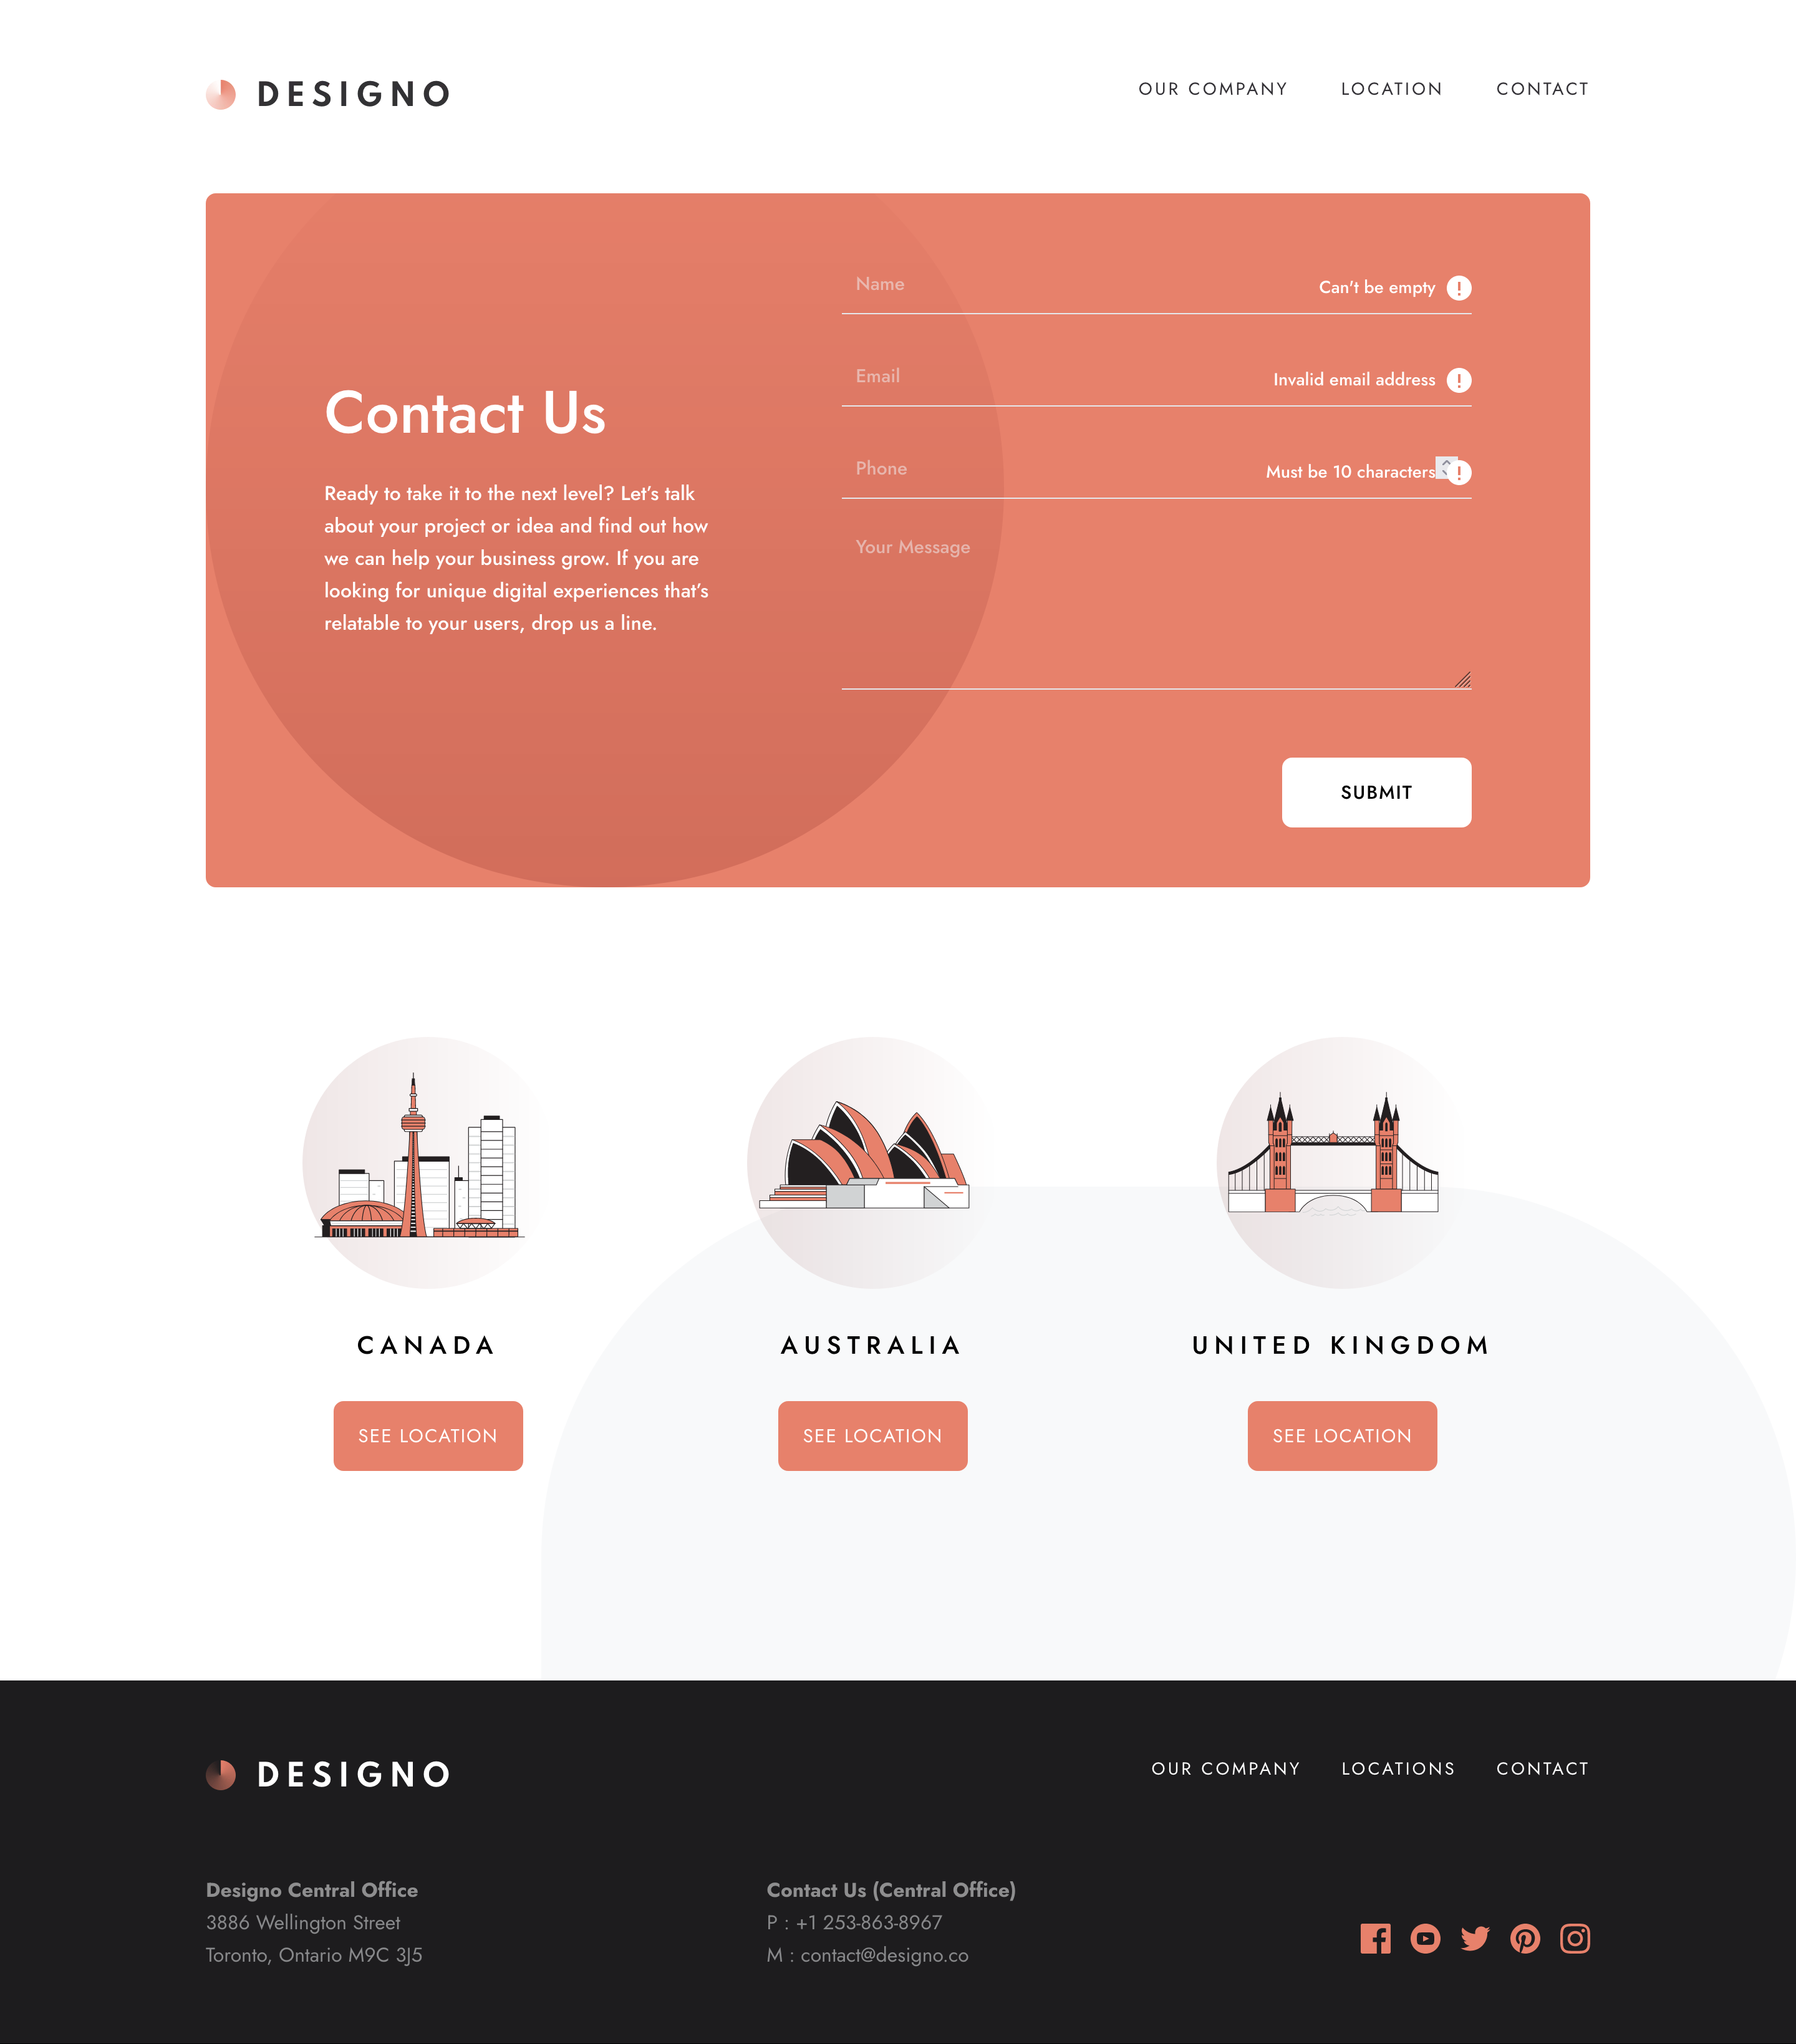 DESIGNO
OUR COMPANY
LOCATION
CONTACT
Contact Us
Ready to take it to the next level? Let’s talk
about your project or idea and find out how
we can help your business grow. If you are
looking for unique digital experiences that’s
relatable to your users, drop us a line.
Name
Can't be empty
Email
Invalid email address
Phone
Must be 10 characters
Your Message
SUBMIT
CANADA
SEE LOCATION
AUSTRALIA
SEE LOCATION
UNITED KINGDOM
SEE LOCATION
DESIGNO
OUR COMPANY
LOCATIONS
CONTACT
Designo Central Office
3886 Wellington Street
Toronto, Ontario M9C 3J5
Contact Us (Central Office)
P : +1 253-863-8967
M : contact@designo.co